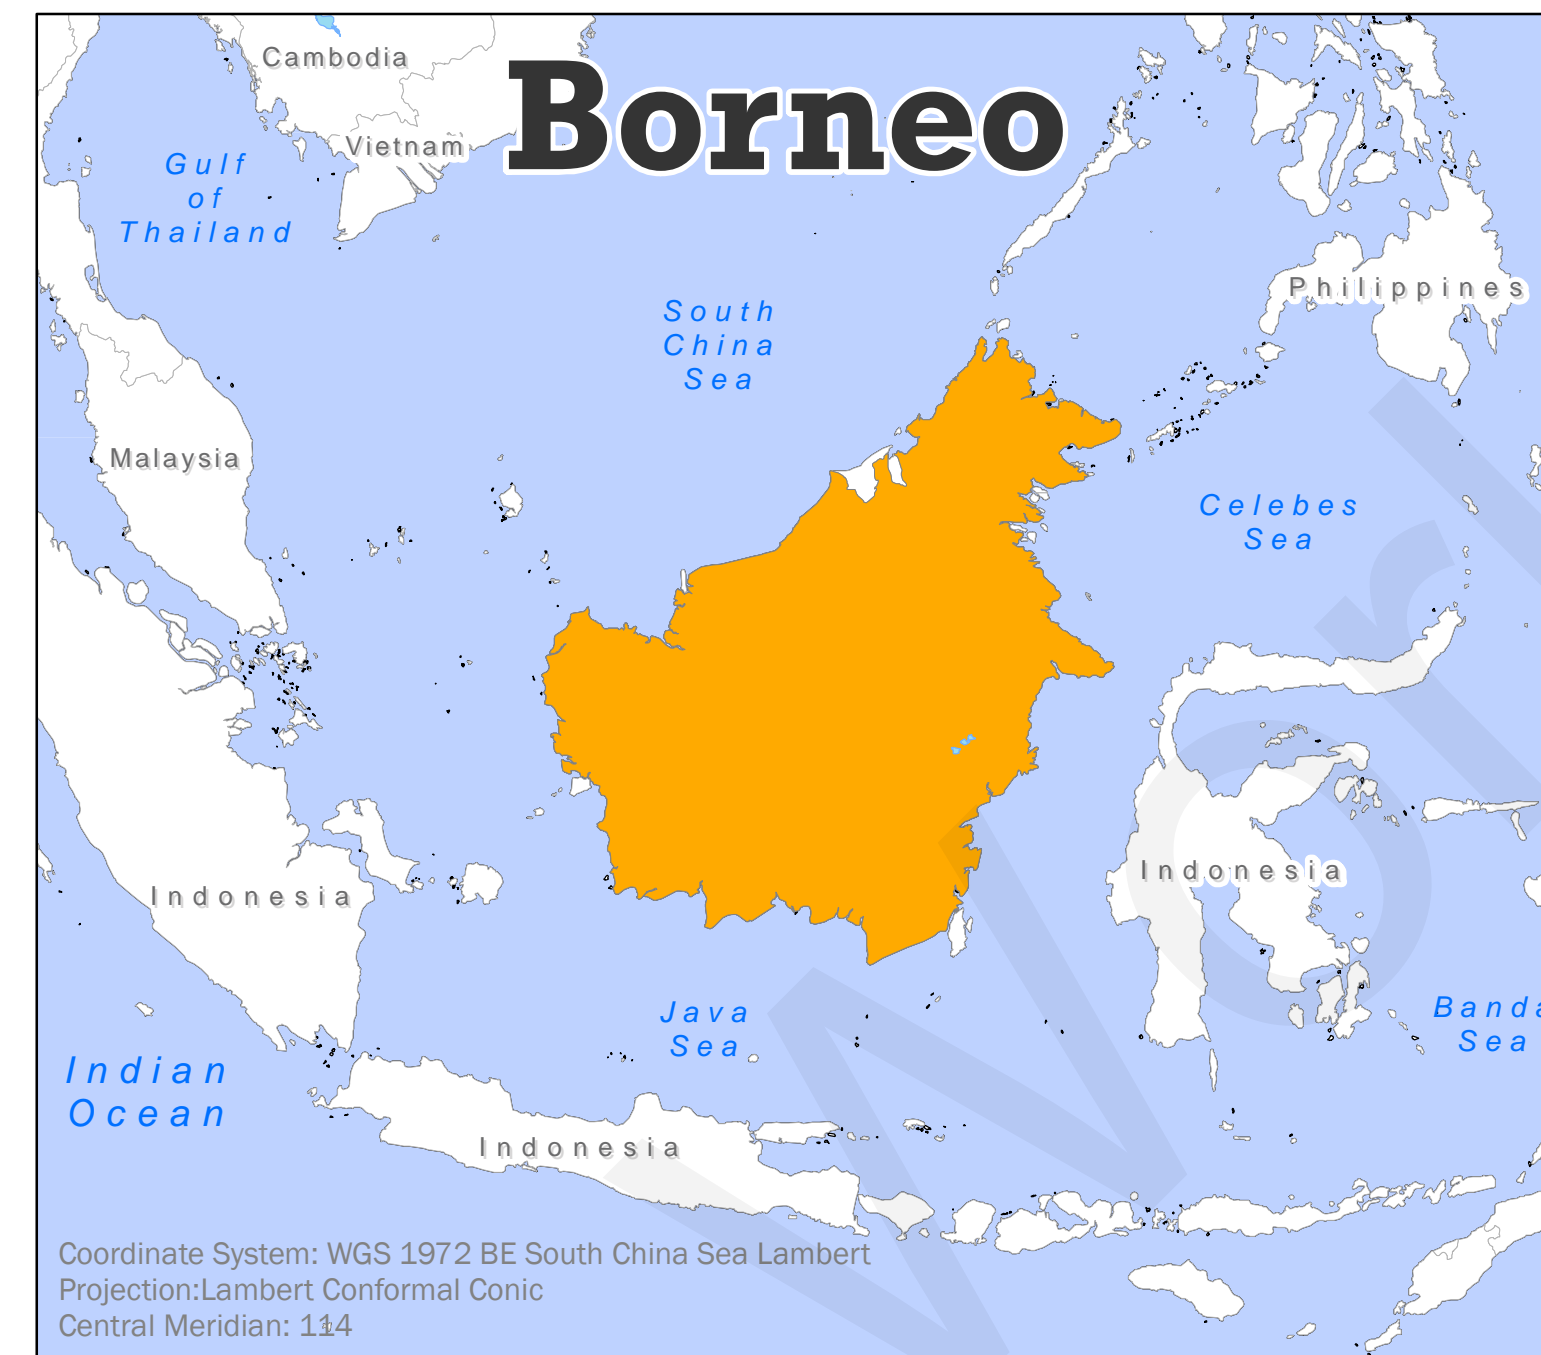 Borneo
Cambodia
Vietnam
Gulf
of
Thailand
South
China
Sea
Philippines
Malaysia
Celebes
Sea
Indonesia
Indonesia
Java
Sea
Banda
Sea
Indian
Ocean
Indonesia
Coordinate System: WGS 1972 BE South China Sea Lambert
Projection:Lambert Conformal Conic
Central Meridian: 114